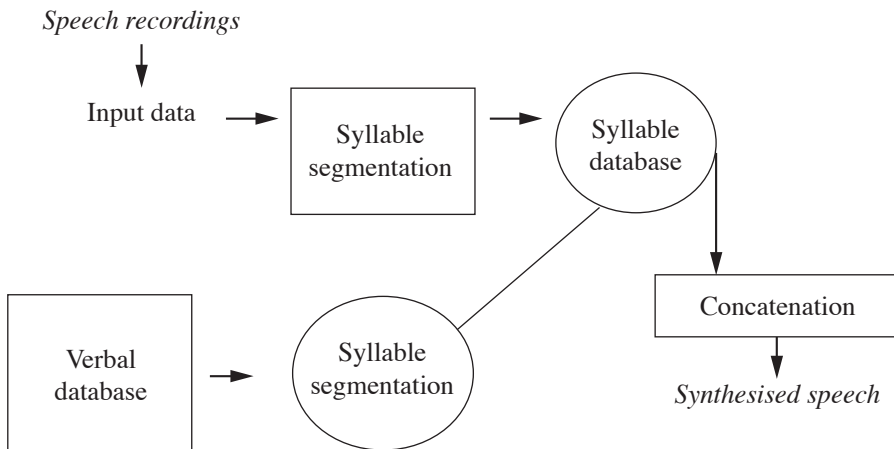 Speech recordings
Input data
Syllable
segmentation
Syllable
database
Concatenation
Verbal
database
Syllable
segmentation
Synthesised speech